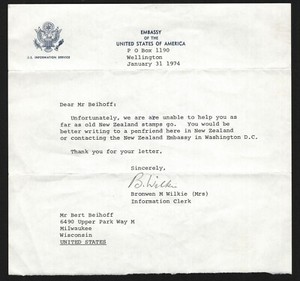 EMBASSY
OF THE
UNITED STATES OF AMERICA
U.S. INFORMATION SERVICE
P O Box 1190
Wellington
January 31 1974
Dear Mr Beihoff:
Unfortunately, we are are unable to help you as
far as old New Zealand stamps go. You would be
better writing to a penfriend here in New Zealand
or contacting the New Zealand Embassy in Washington D.C.
Thank you for your letter.
Sincerely,
B. Wilkie
Bronwen M Wilkie (Mrs)
Information Clerk
Mr Bert Beihoff
6490 Upper Park Way M
Milwaukee
Wisconsin
UNITED STATES